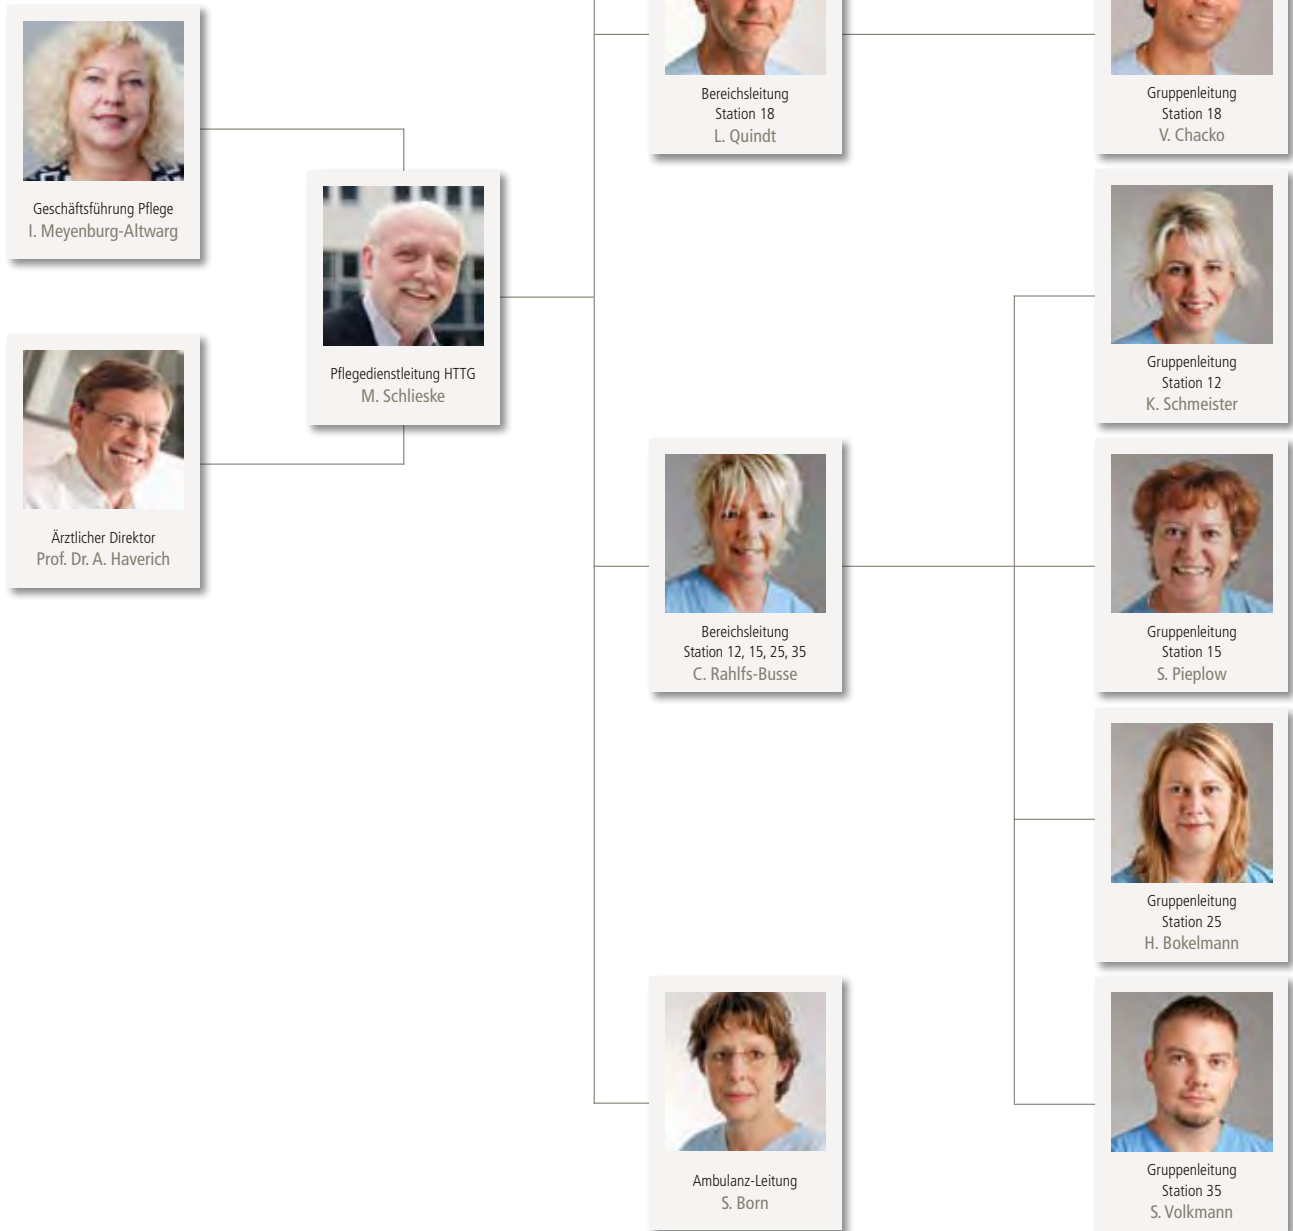 Geschäftsführung Pflege
I. Meyenburg-Altwarg
Ärztlicher Direktor
Prof. Dr. A. Haverich
Pflegedienstleitung HTTG
M. Schlieske
Bereichsleitung
Station 18
L. Quindt
Bereichsleitung
Station 12, 15, 25, 35
C. Rahlfs-Busse
Ambulanz-Leitung
S. Born
Gruppenleitung
Station 18
V. Chacko
Gruppenleitung
Station 12
K. Schmeister
Gruppenleitung
Station 15
S. Pieplow
Gruppenleitung
Station 25
H. Bokelmann
Gruppenleitung
Station 35
S. Volkmann